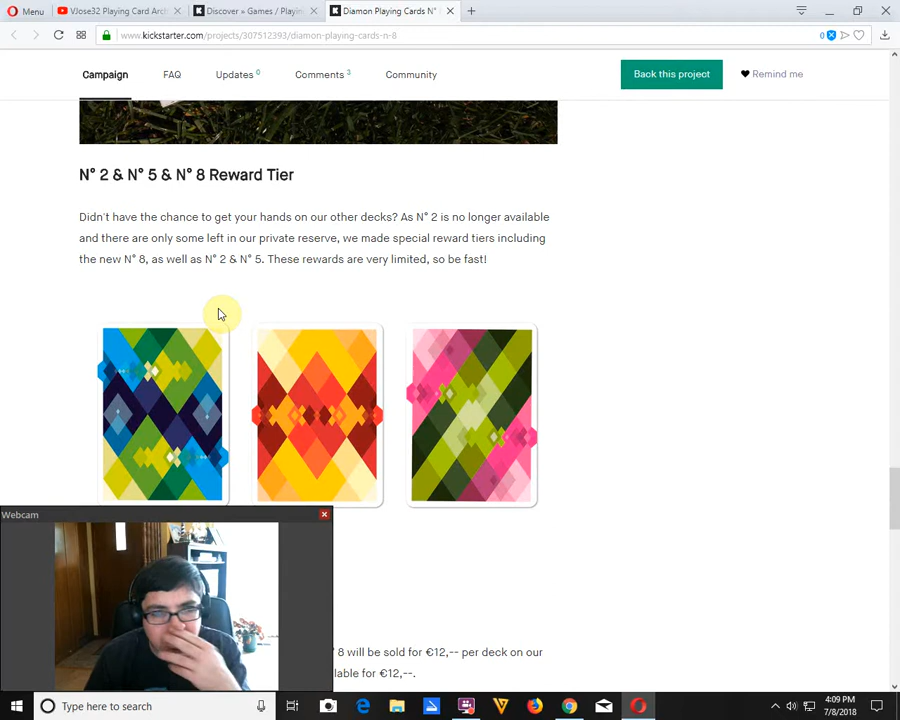 Menu
VJose32 Playing Card Arch
Discover » Games / Playin
Diamon Playing Cards N°
www.kickstarter.com/projects/307512393/diamon-playing-cards-n-8
0
Campaign
FAQ
Updates 0
Comments 3
Community
Back this project
Remind me
N° 2 & N° 5 & N° 8 Reward Tier
Didn't have the chance to get your hands on our other decks? As N° 2 is no longer available
and there are only some left in our private reserve, we made special reward tiers including
the new N° 8, as well as N° 2 & N° 5. These rewards are very limited, so be fast!
Webcam
° 8 will be sold for €12,-- per deck on our
lable for €12,--.
Type here to search
4:09 PM
7/8/2018